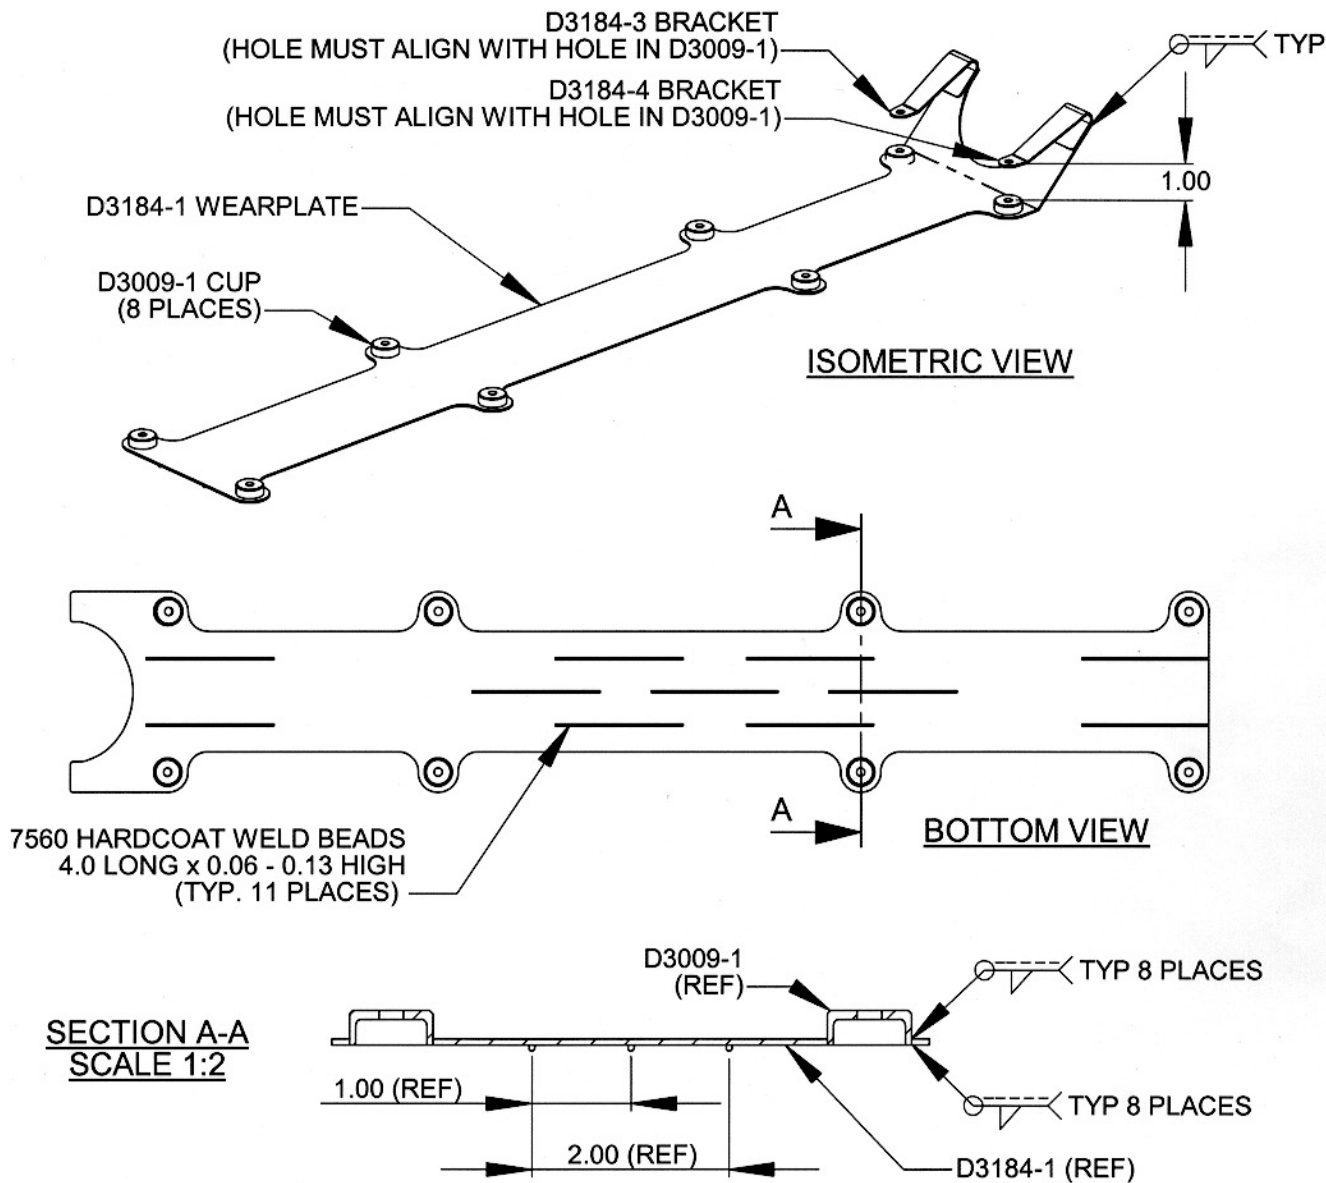 D3184-3 BRACKET
(HOLE MUST ALIGN WITH HOLE IN D3009-1)
TYP
D3184-4 BRACKET
(HOLE MUST ALIGN WITH HOLE IN D3009-1)
1.00
D3184-1 WEARPLATE
D3009-1 CUP
(8 PLACES)
ISOMETRIC VIEW
A
A
BOTTOM VIEW
7560 HARDCOAT WELD BEADS
4.0 LONG x 0.06 - 0.13 HIGH
(TYP. 11 PLACES)
D3009-1
(REF)
TYP 8 PLACES
SECTION A-A
SCALE 1:2
1.00 (REF)
TYP 8 PLACES
2.00 (REF)
D3184-1 (REF)